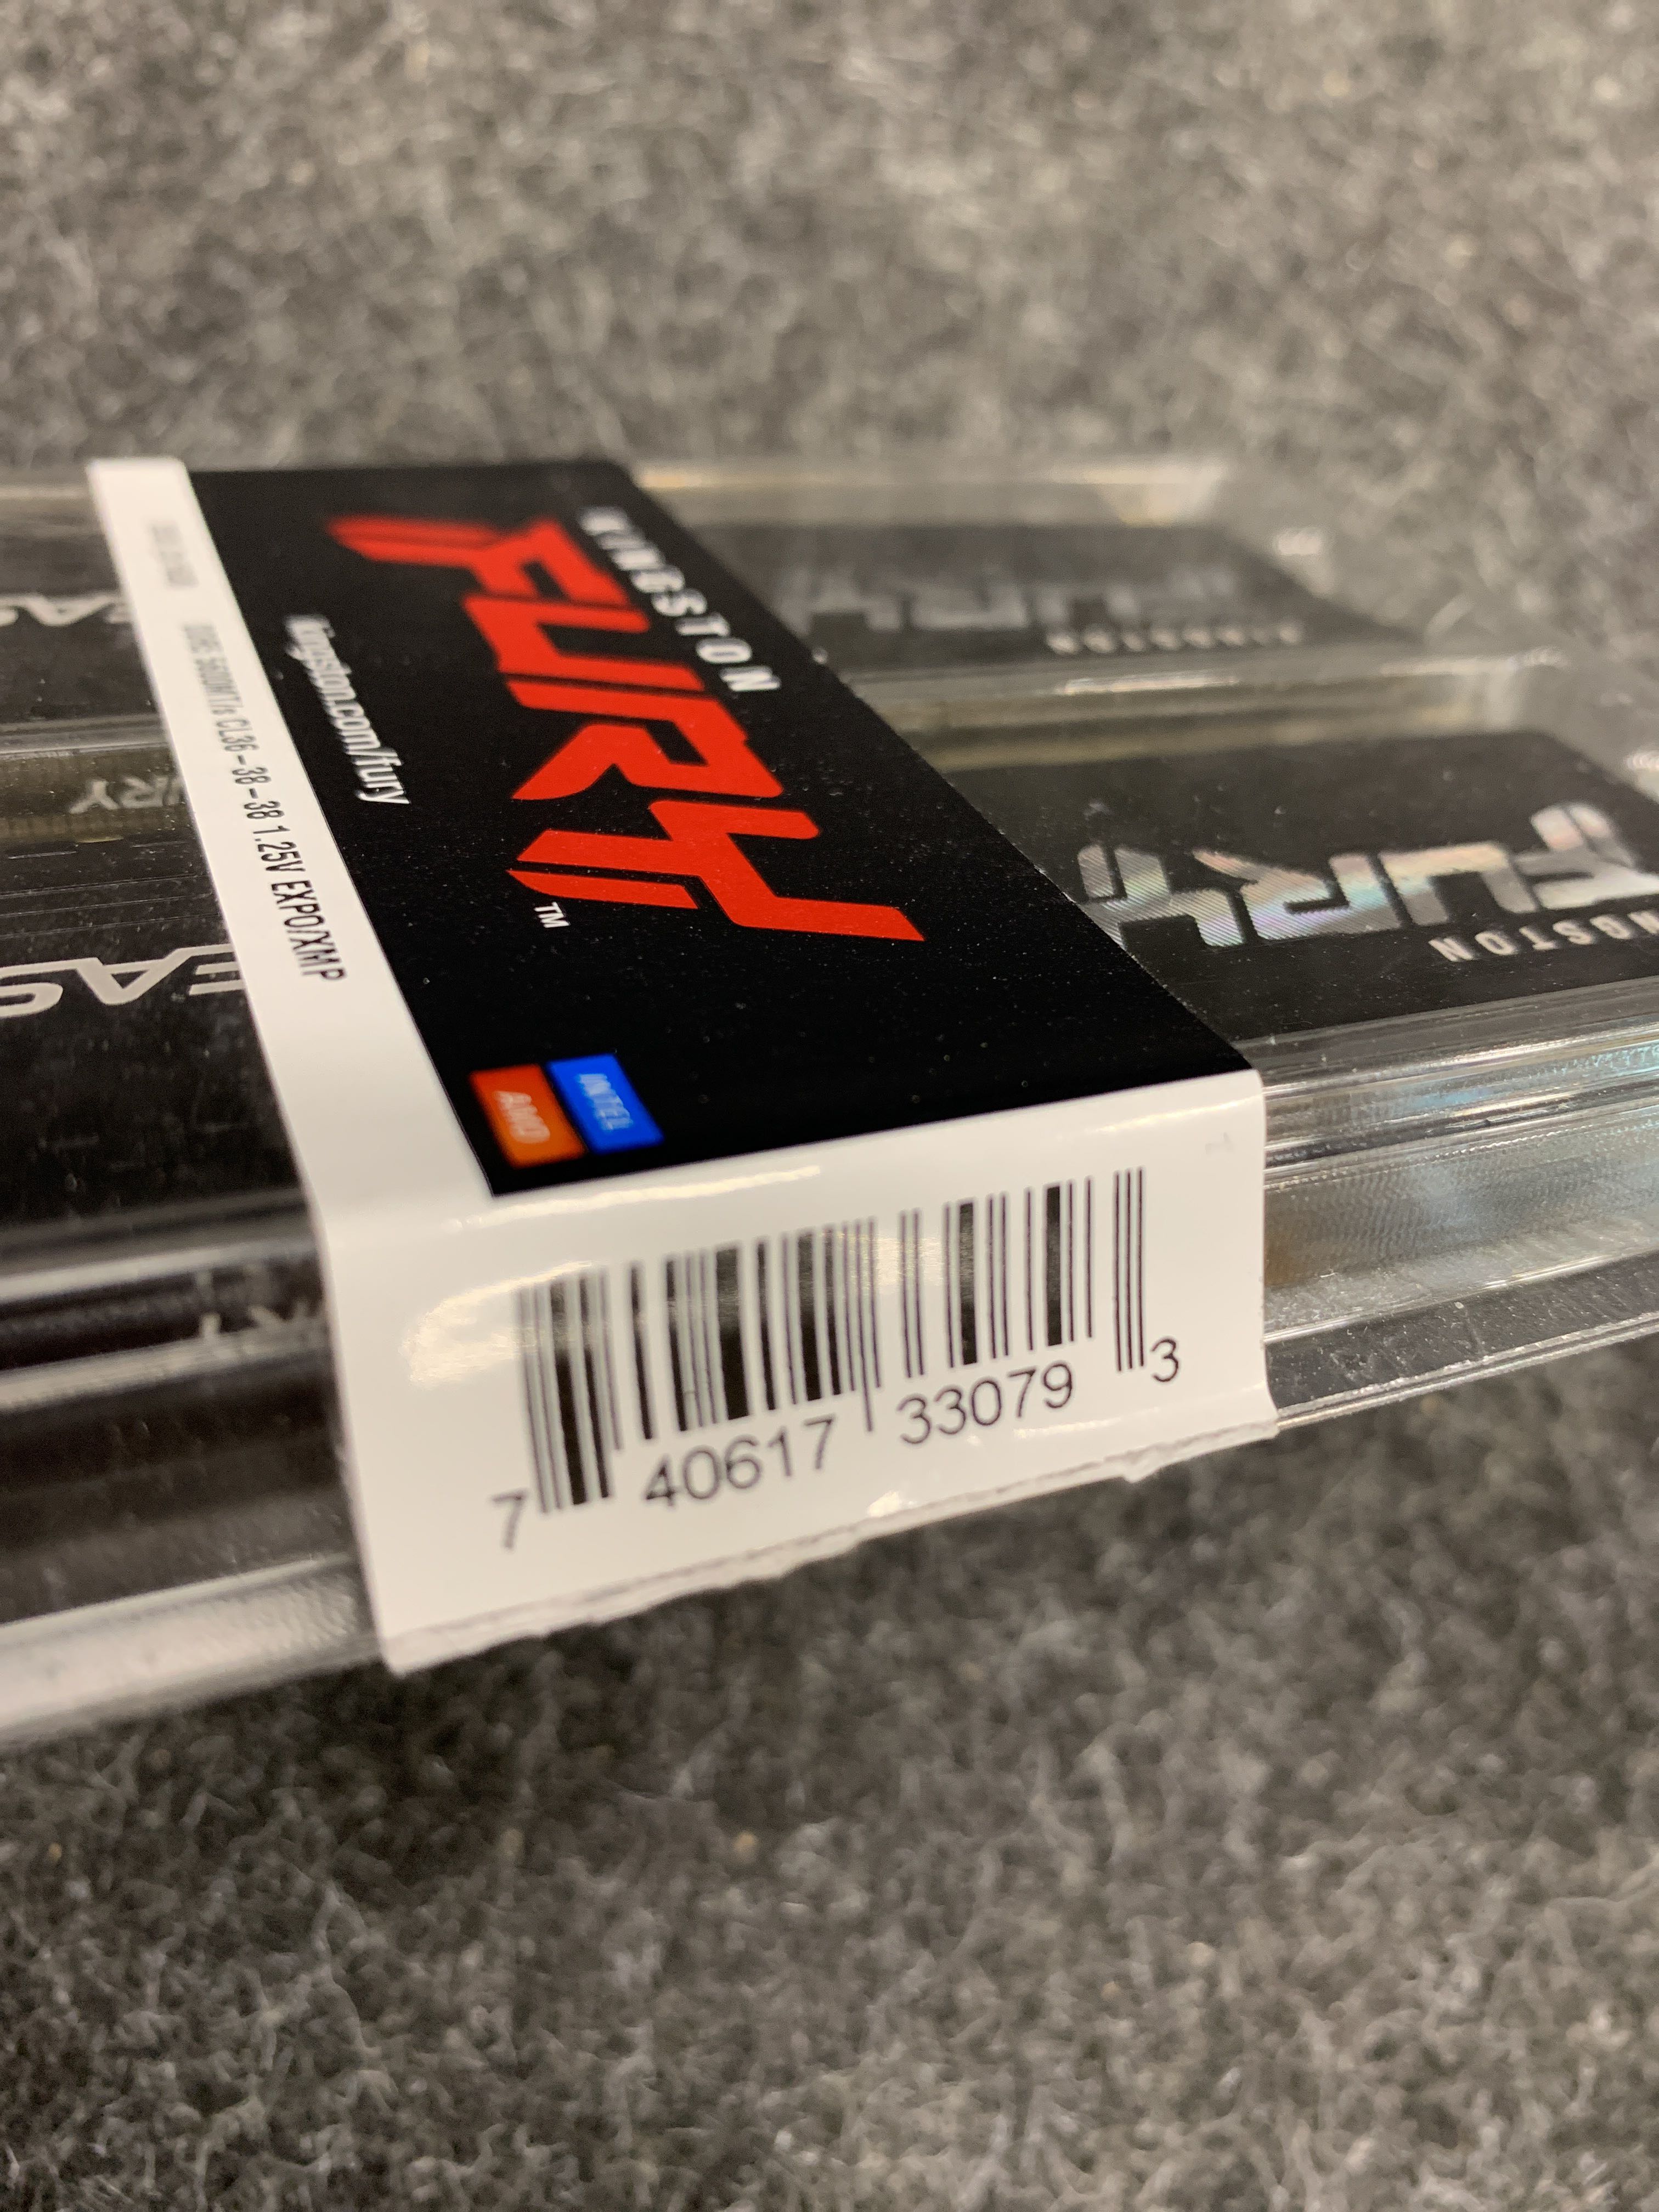 KINGSTON
FURY
™
kingston.com/fury
DDR5 5600MT/s CL36-38-38 1.25V EXPO/XMP
INTEL
AMD
7 40617 33079 3
KINGSTON
KINGSTON
FURY